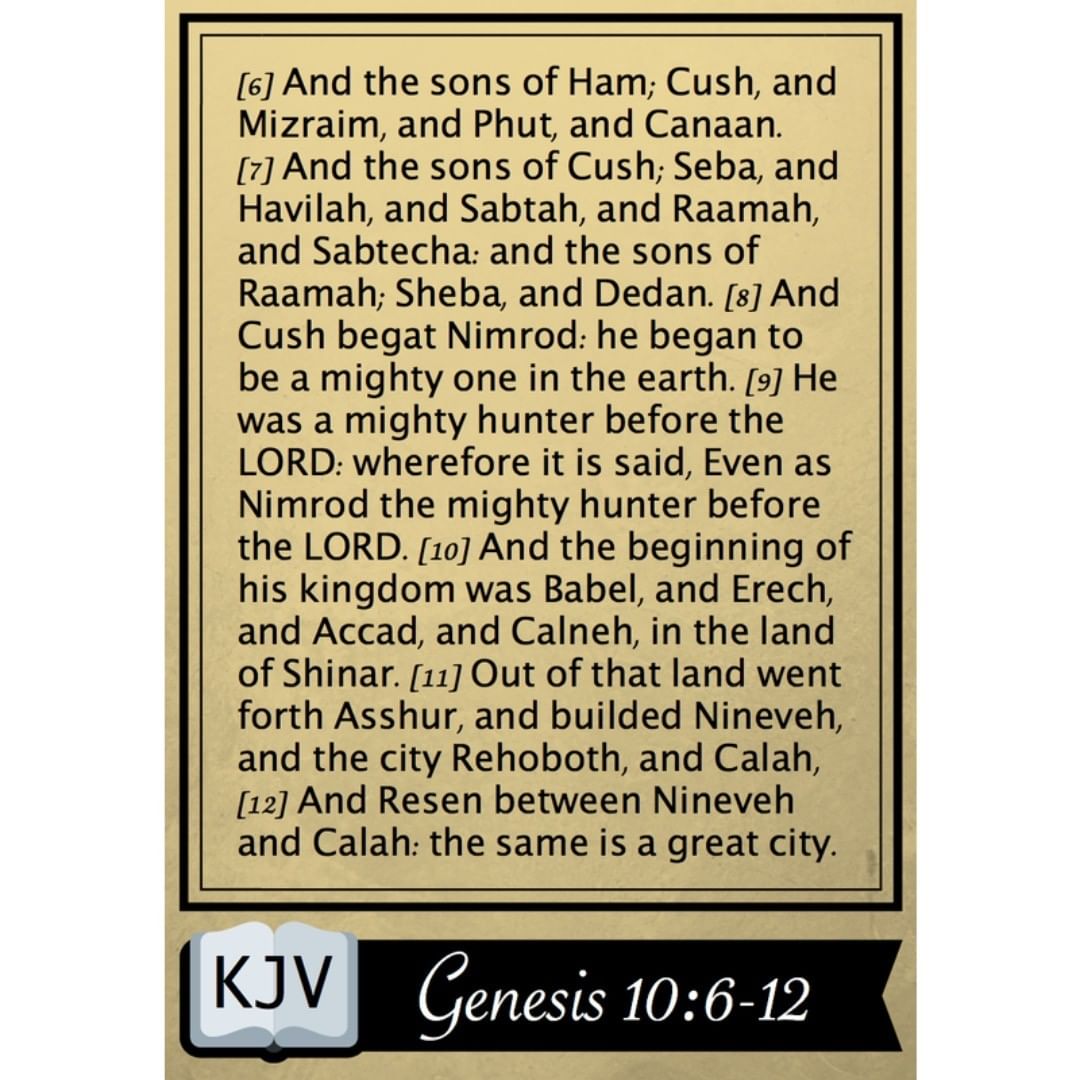 [6] And the sons of Ham; Cush, and
Mizraim, and Phut, and Canaan.
[7] And the sons of Cush; Seba, and
Havilah, and Sabtah, and Raamah,
and Sabtecha: and the sons of
Raamah; Sheba, and Dedan. [8] And
Cush begat Nimrod: he began to
be a mighty one in the earth. [9] He
was a mighty hunter before the
LORD: wherefore it is said, Even as
Nimrod the mighty hunter before
the LORD. [10] And the beginning of
his kingdom was Babel, and Erech,
and Accad, and Calneh, in the land
of Shinar. [11] Out of that land went
forth Asshur, and builded Nineveh,
and the city Rehoboth, and Calah,
[12] And Resen between Nineveh
and Calah: the same is a great city.
KJV
Genesis 10:6-12